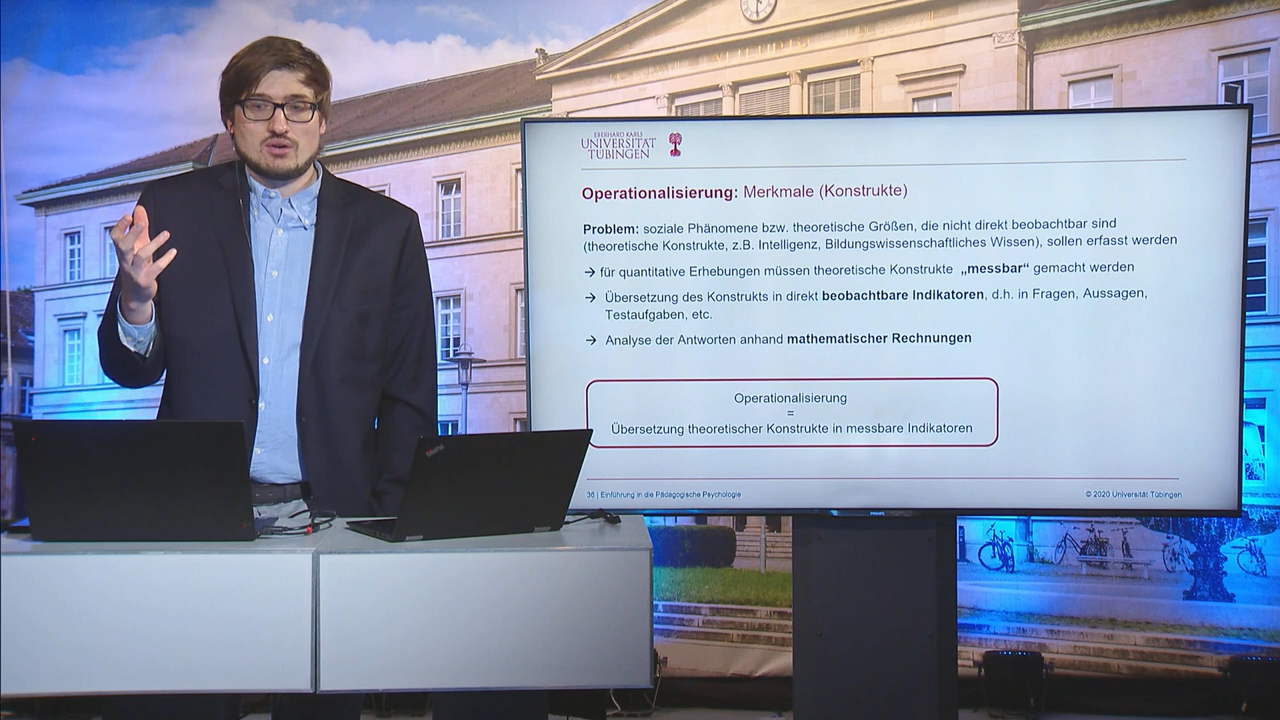 EBERHARD KARLS
UNIVERSITÄT
TÜBINGEN
Operationalisierung: Merkmale (Konstrukte)
Problem: soziale Phänomene bzw. theoretische Größen, die nicht direkt beobachtbar sind
(theoretische Konstrukte, z.B. Intelligenz, Bildungswissenschaftliches Wissen), sollen erfasst werden
→ für quantitative Erhebungen müssen theoretische Konstrukte „messbar“ gemacht werden
→ Übersetzung des Konstrukts in direkt beobachtbare Indikatoren, d.h. in Fragen, Aussagen,
Testaufgaben, etc.
→ Analyse der Antworten anhand mathematischer Rechnungen
Operationalisierung
=
Übersetzung theoretischer Konstrukte in messbare Indikatoren
36 | Einführung in die Pädagogische Psychologie
© 2020 Universität Tübingen
PHILIPS
ThinkPad